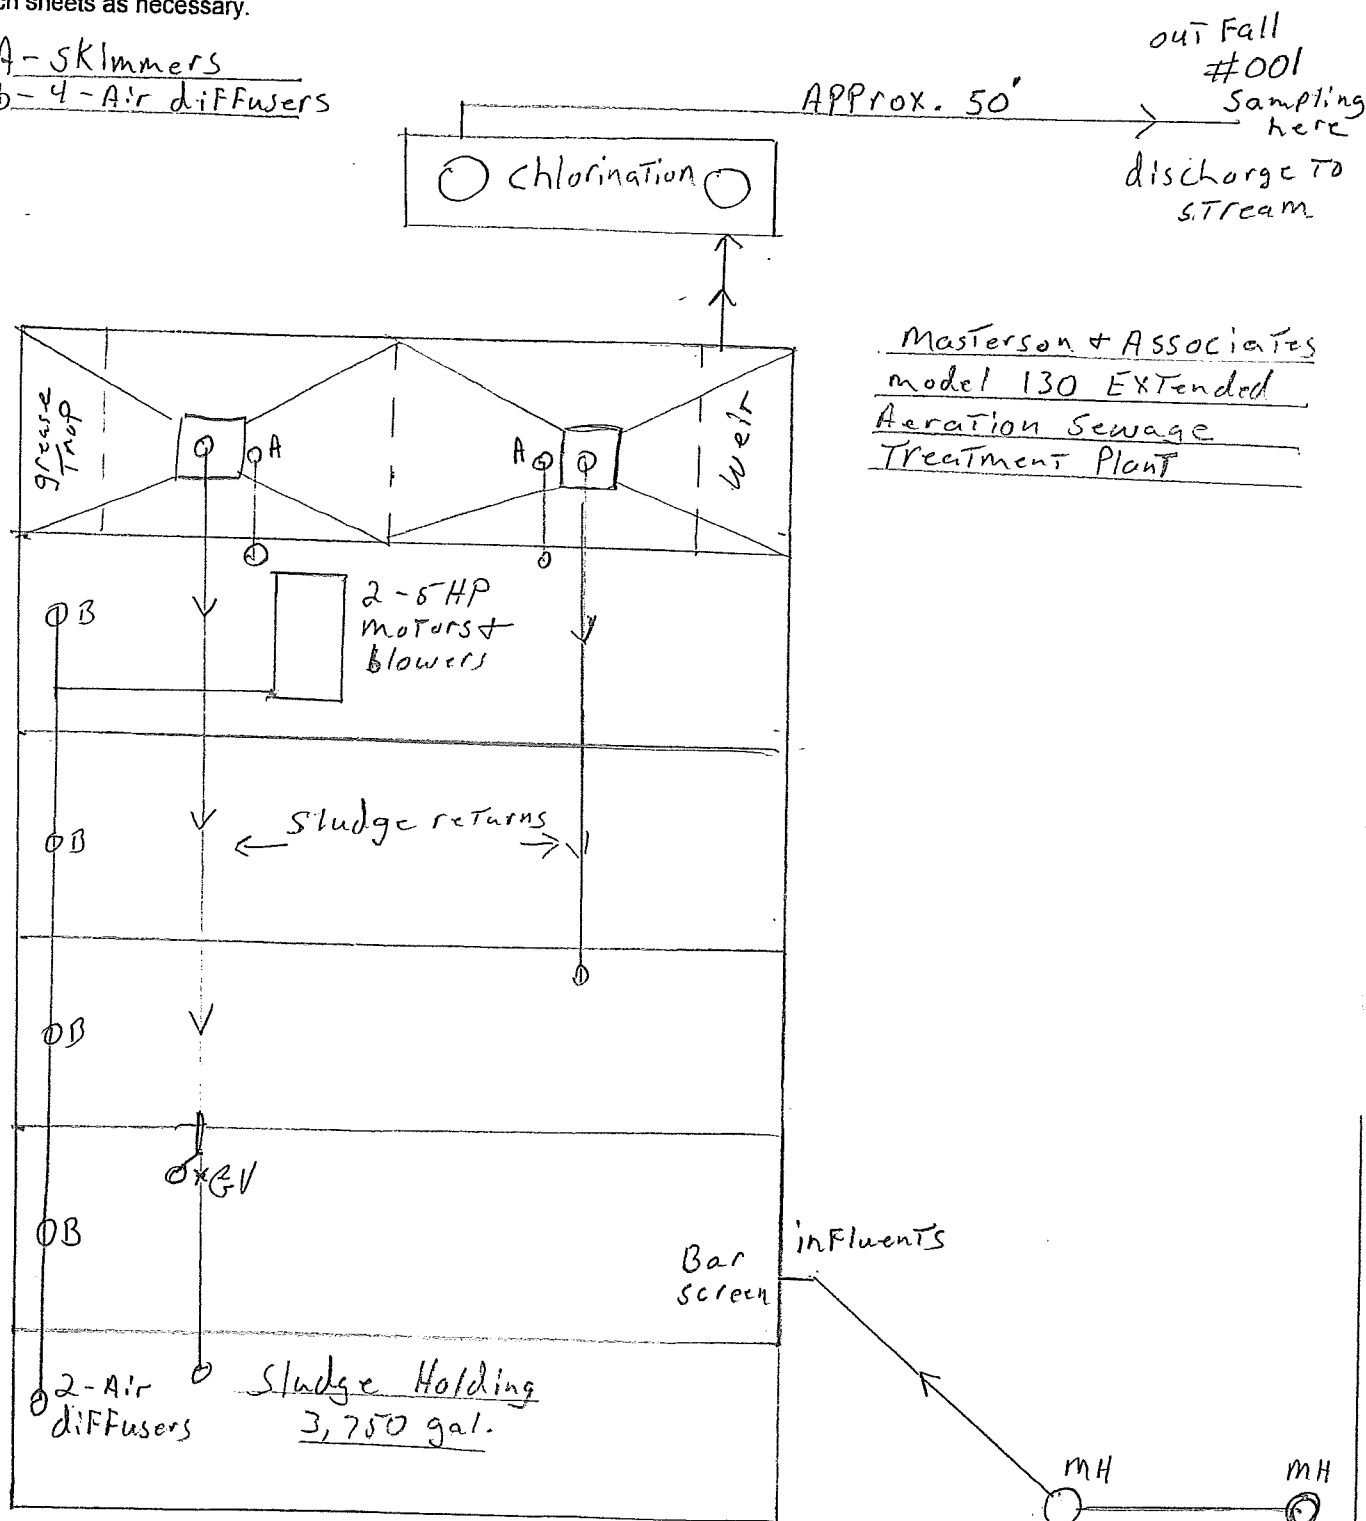 ch sheets as necessary.
A - skimmers
B - 4 - Air diffusers
outFall
#001
Sampling
here
discharge To
stream
Approx. 50'
chlorination
Masterson & Associates
model 130 Extended
Aeration Sewage
Treatment Plant
grease
Trap
A
A
Weir
B
2 - 5 HP
motors &
blowers
B
Sludge returns
B
GV
B
Bar
screen
influents
2 - Air
diffusers
Sludge Holding
3,750 gal.
MH
MH